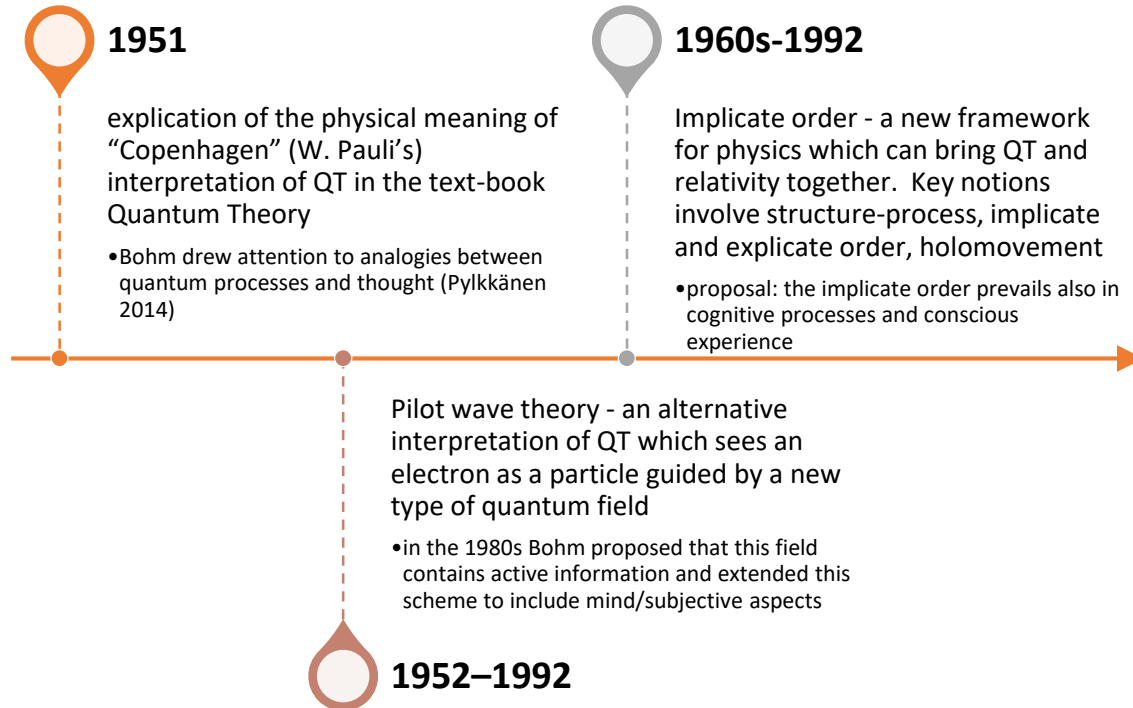 1951
explication of the physical meaning of
“Copenhagen” (W. Pauli’s)
interpretation of QT in the text-book
Quantum Theory
•Bohm drew attention to analogies between
quantum processes and thought (Pylkkänen
2014)
1960s-1992
Implicate order - a new framework
for physics which can bring QT and
relativity together.  Key notions
involve structure-process, implicate
and explicate order, holomovement
•proposal: the implicate order prevails also in
cognitive processes and conscious
experience
Pilot wave theory - an alternative
interpretation of QT which sees an
electron as a particle guided by a new
type of quantum field
•in the 1980s Bohm proposed that this field
contains active information and extended this
scheme to include mind/subjective aspects
1952–1992